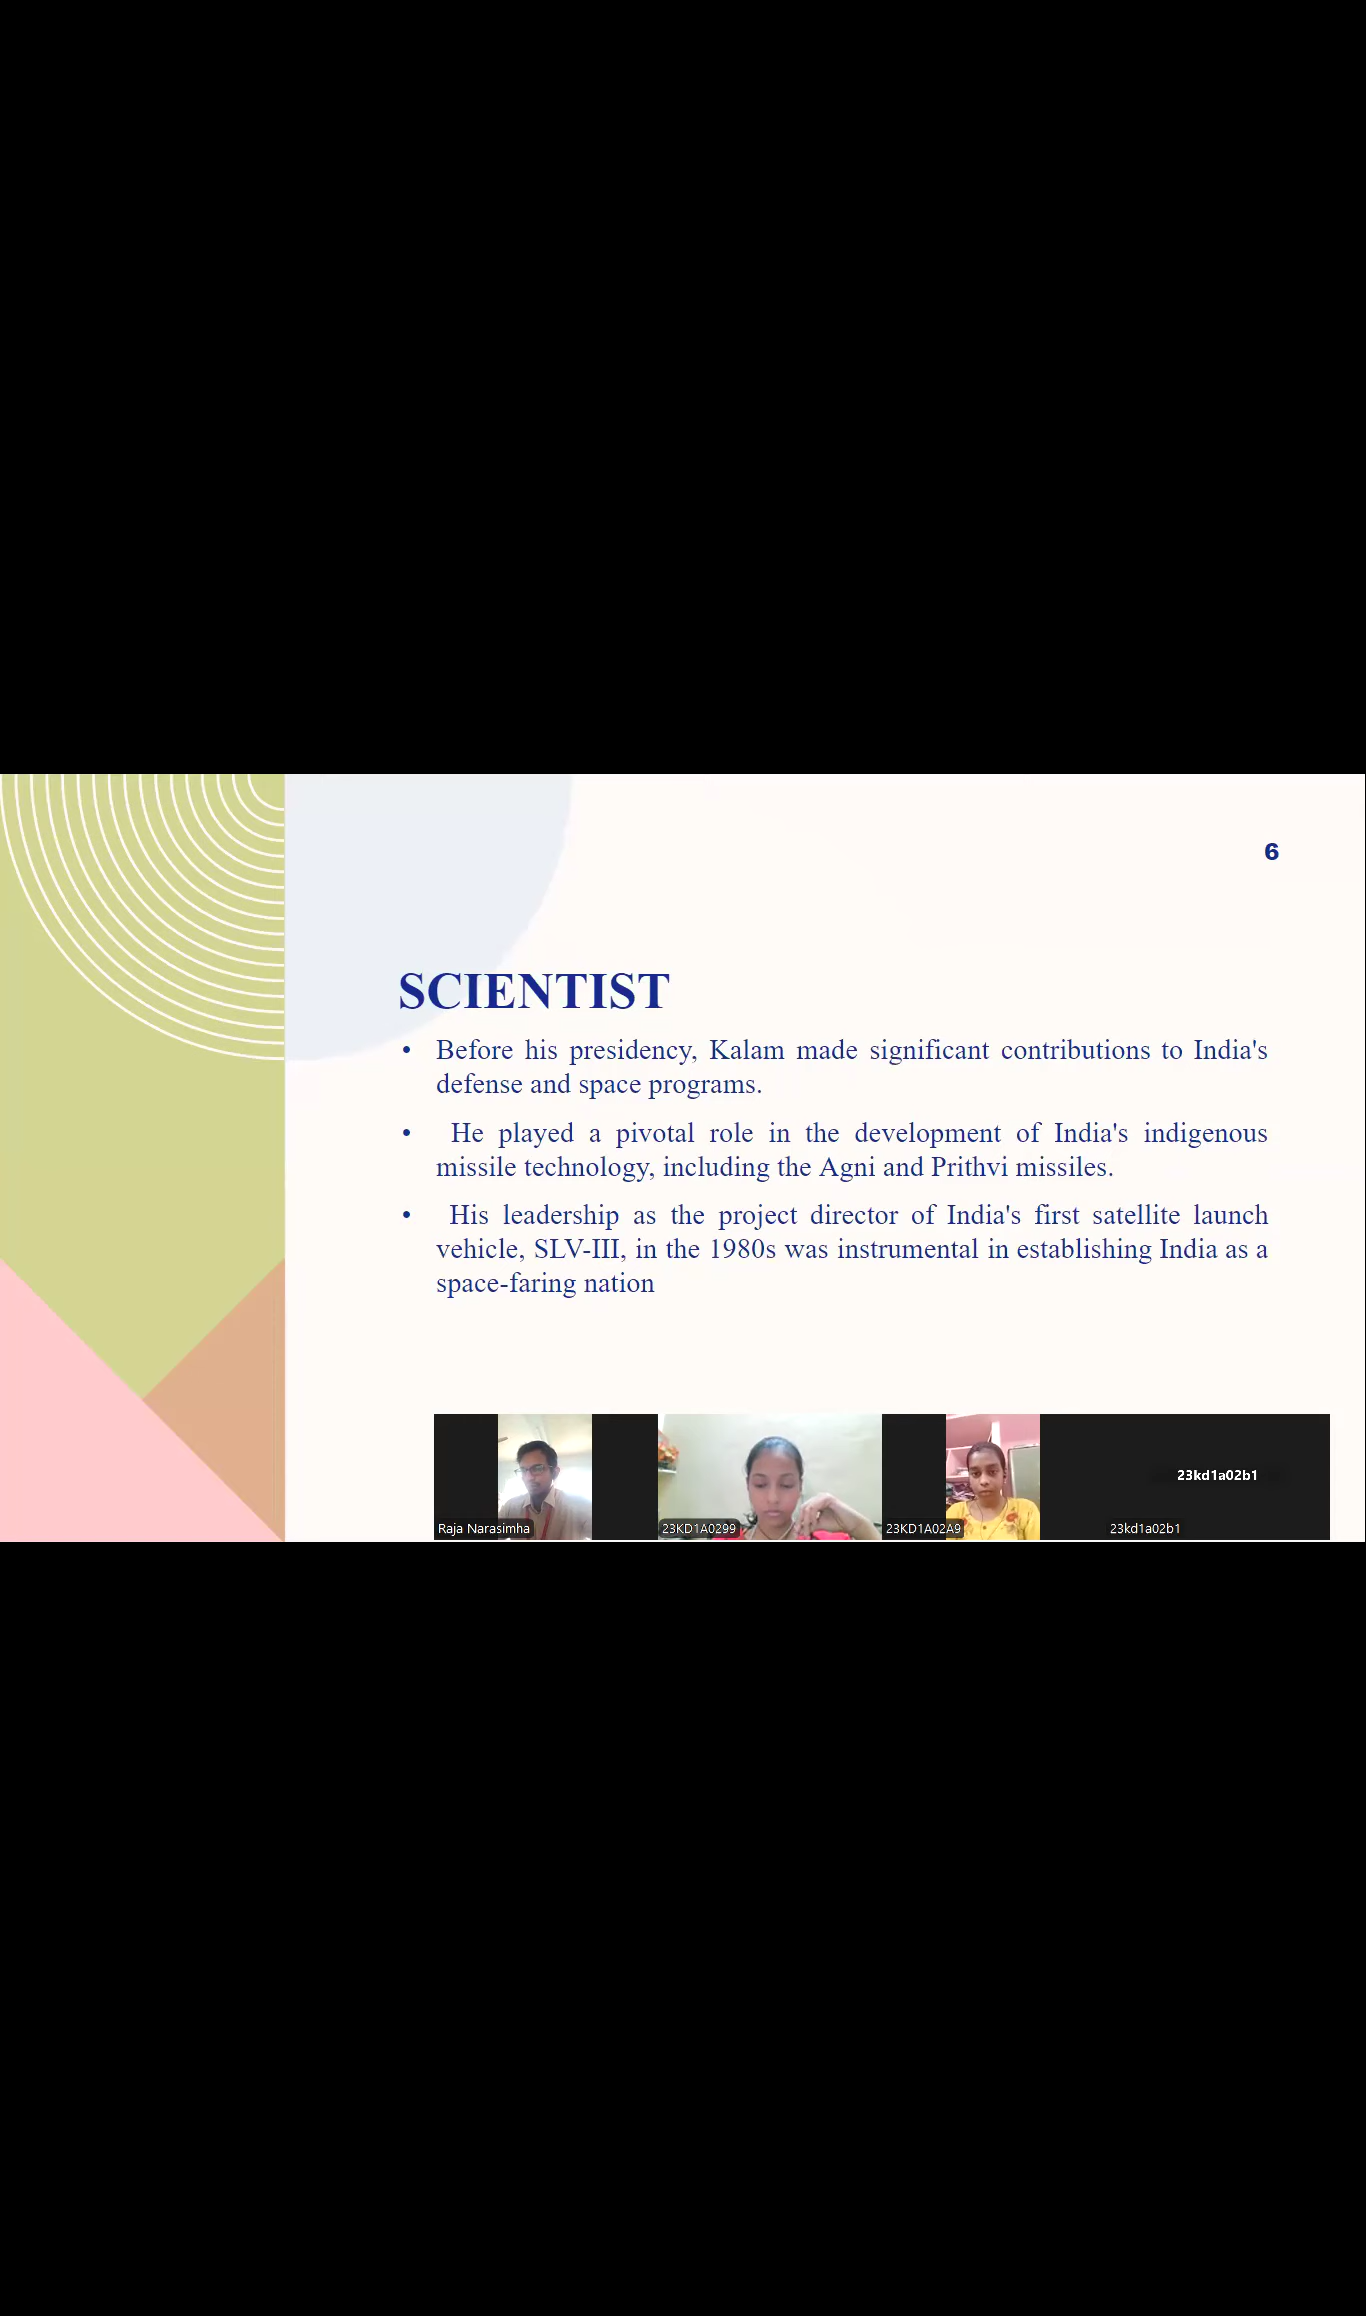 6
SCIENTIST
• Before his presidency, Kalam made significant contributions to India's
defense and space programs.
• He played a pivotal role in the development of India's indigenous
missile technology, including the Agni and Prithvi missiles.
• His leadership as the project director of India's first satellite launch
vehicle, SLV-III, in the 1980s was instrumental in establishing India as a
space-faring nation
23kd1a02b1
Raja Narasimha
23KD1A0299
23KD1A02A9
23kd1a02b1